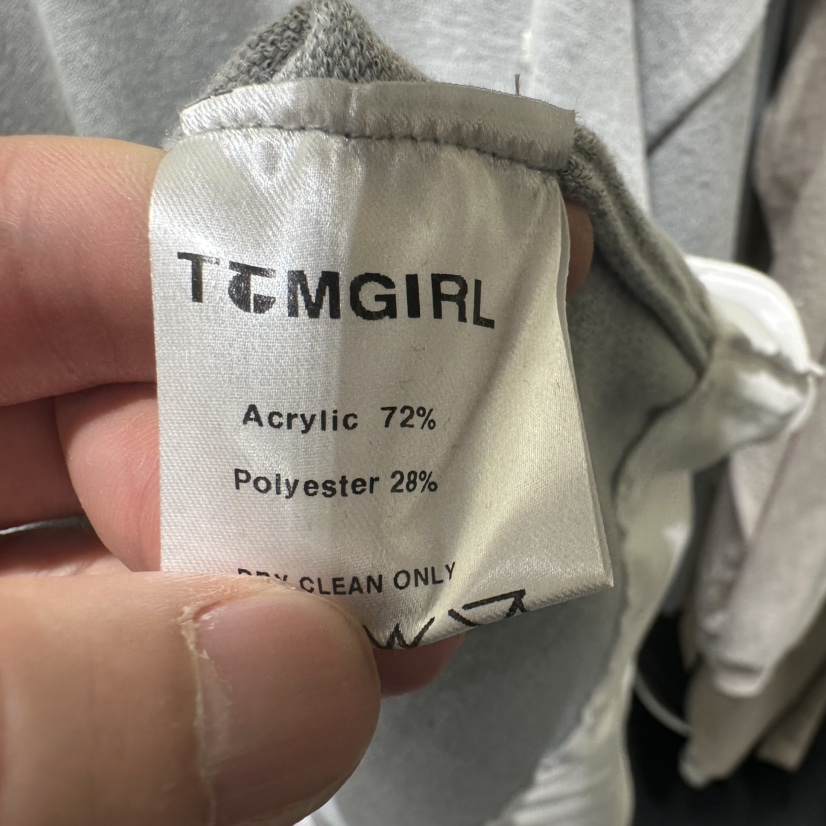 TOMGIRL
Acrylic 72%
Polyester 28%
DRY CLEAN ONLY